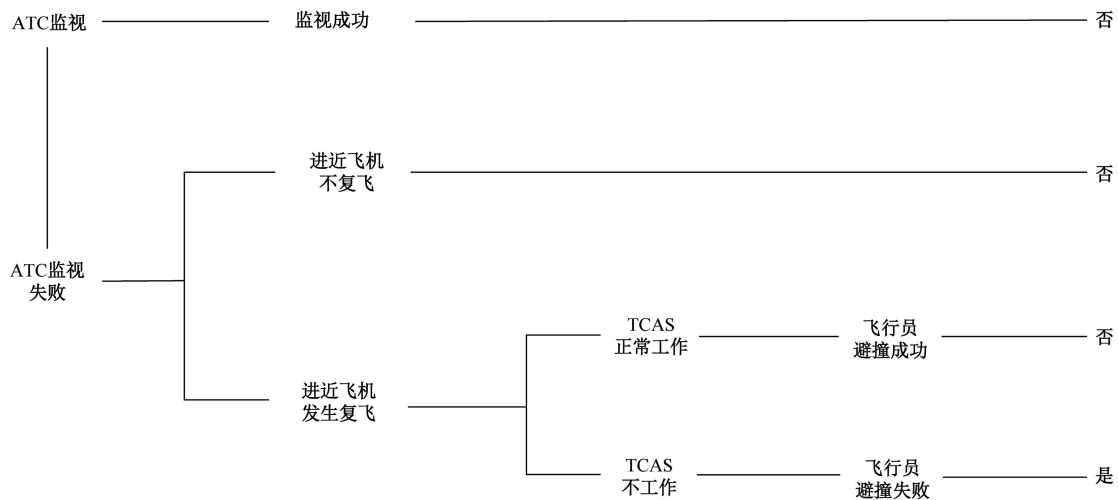 ATC监视
监视成功
否
进近飞机
不复飞
否
ATC监视
失败
TCAS
正常工作
飞行员
避撞成功
否
进近飞机
发生复飞
TCAS
不工作
飞行员
避撞失败
是